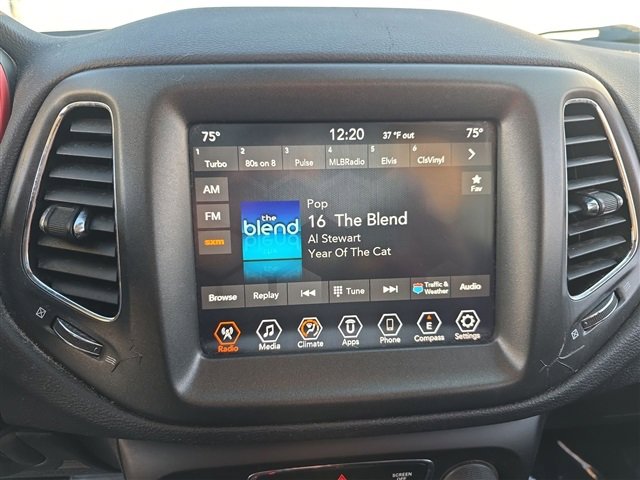 75° 12:20 37 °F out 75°
1 Turbo 2 80s on 8 3 Pulse 4 MLBRadio 5 Elvis 6 ClsVinyl
AM
FM
sxm
the
blend
Pop
16 The Blend
Al Stewart
Year Of The Cat
Fav
Browse Replay Tune Traffic & Weather Audio
Radio Media Climate Apps Phone E Compass Settings
SCREEN
OFF